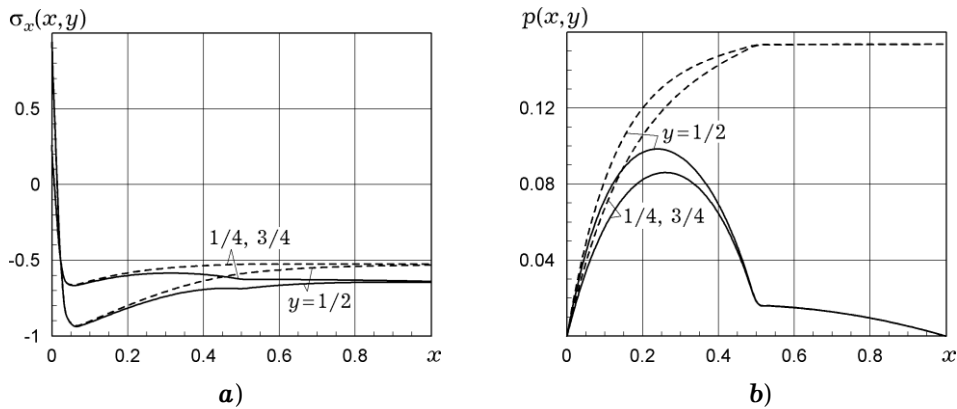 σₓ(x,y)
0.5
0
-0.5
-1
1/4, 3/4
y=1/2
0 0.2 0.4 0.6 0.8 x
a)
p(x,y)
0.12
0.08
0.04
y=1/2
1/4, 3/4
0 0.2 0.4 0.6 0.8 x
b)